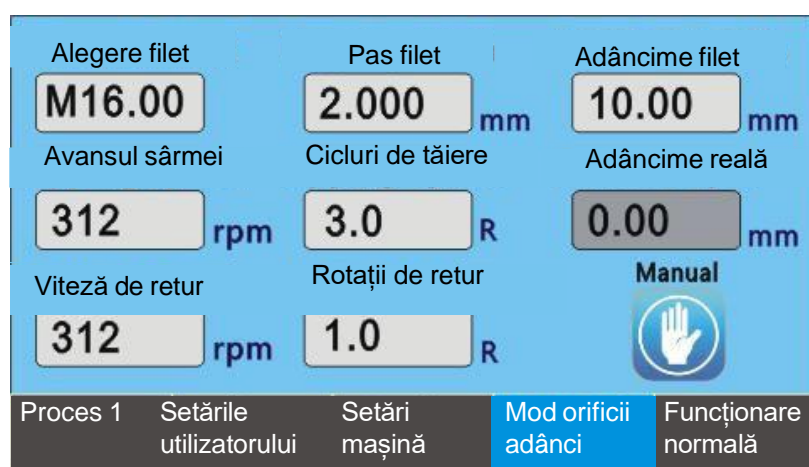 Alegere filet
Pas filet
Adâncime filet
M16.00
2.000 mm
10.00 mm
Avansul sârmei
Cicluri de tăiere
Adâncime reală
312 rpm
3.0 R
0.00 mm
Viteză de retur
Rotații de retur
Manual
312 rpm
1.0 R
Proces 1
Setările
utilizatorului
Setări
mașină
Mod orificii
adânci
Funcționare
normală